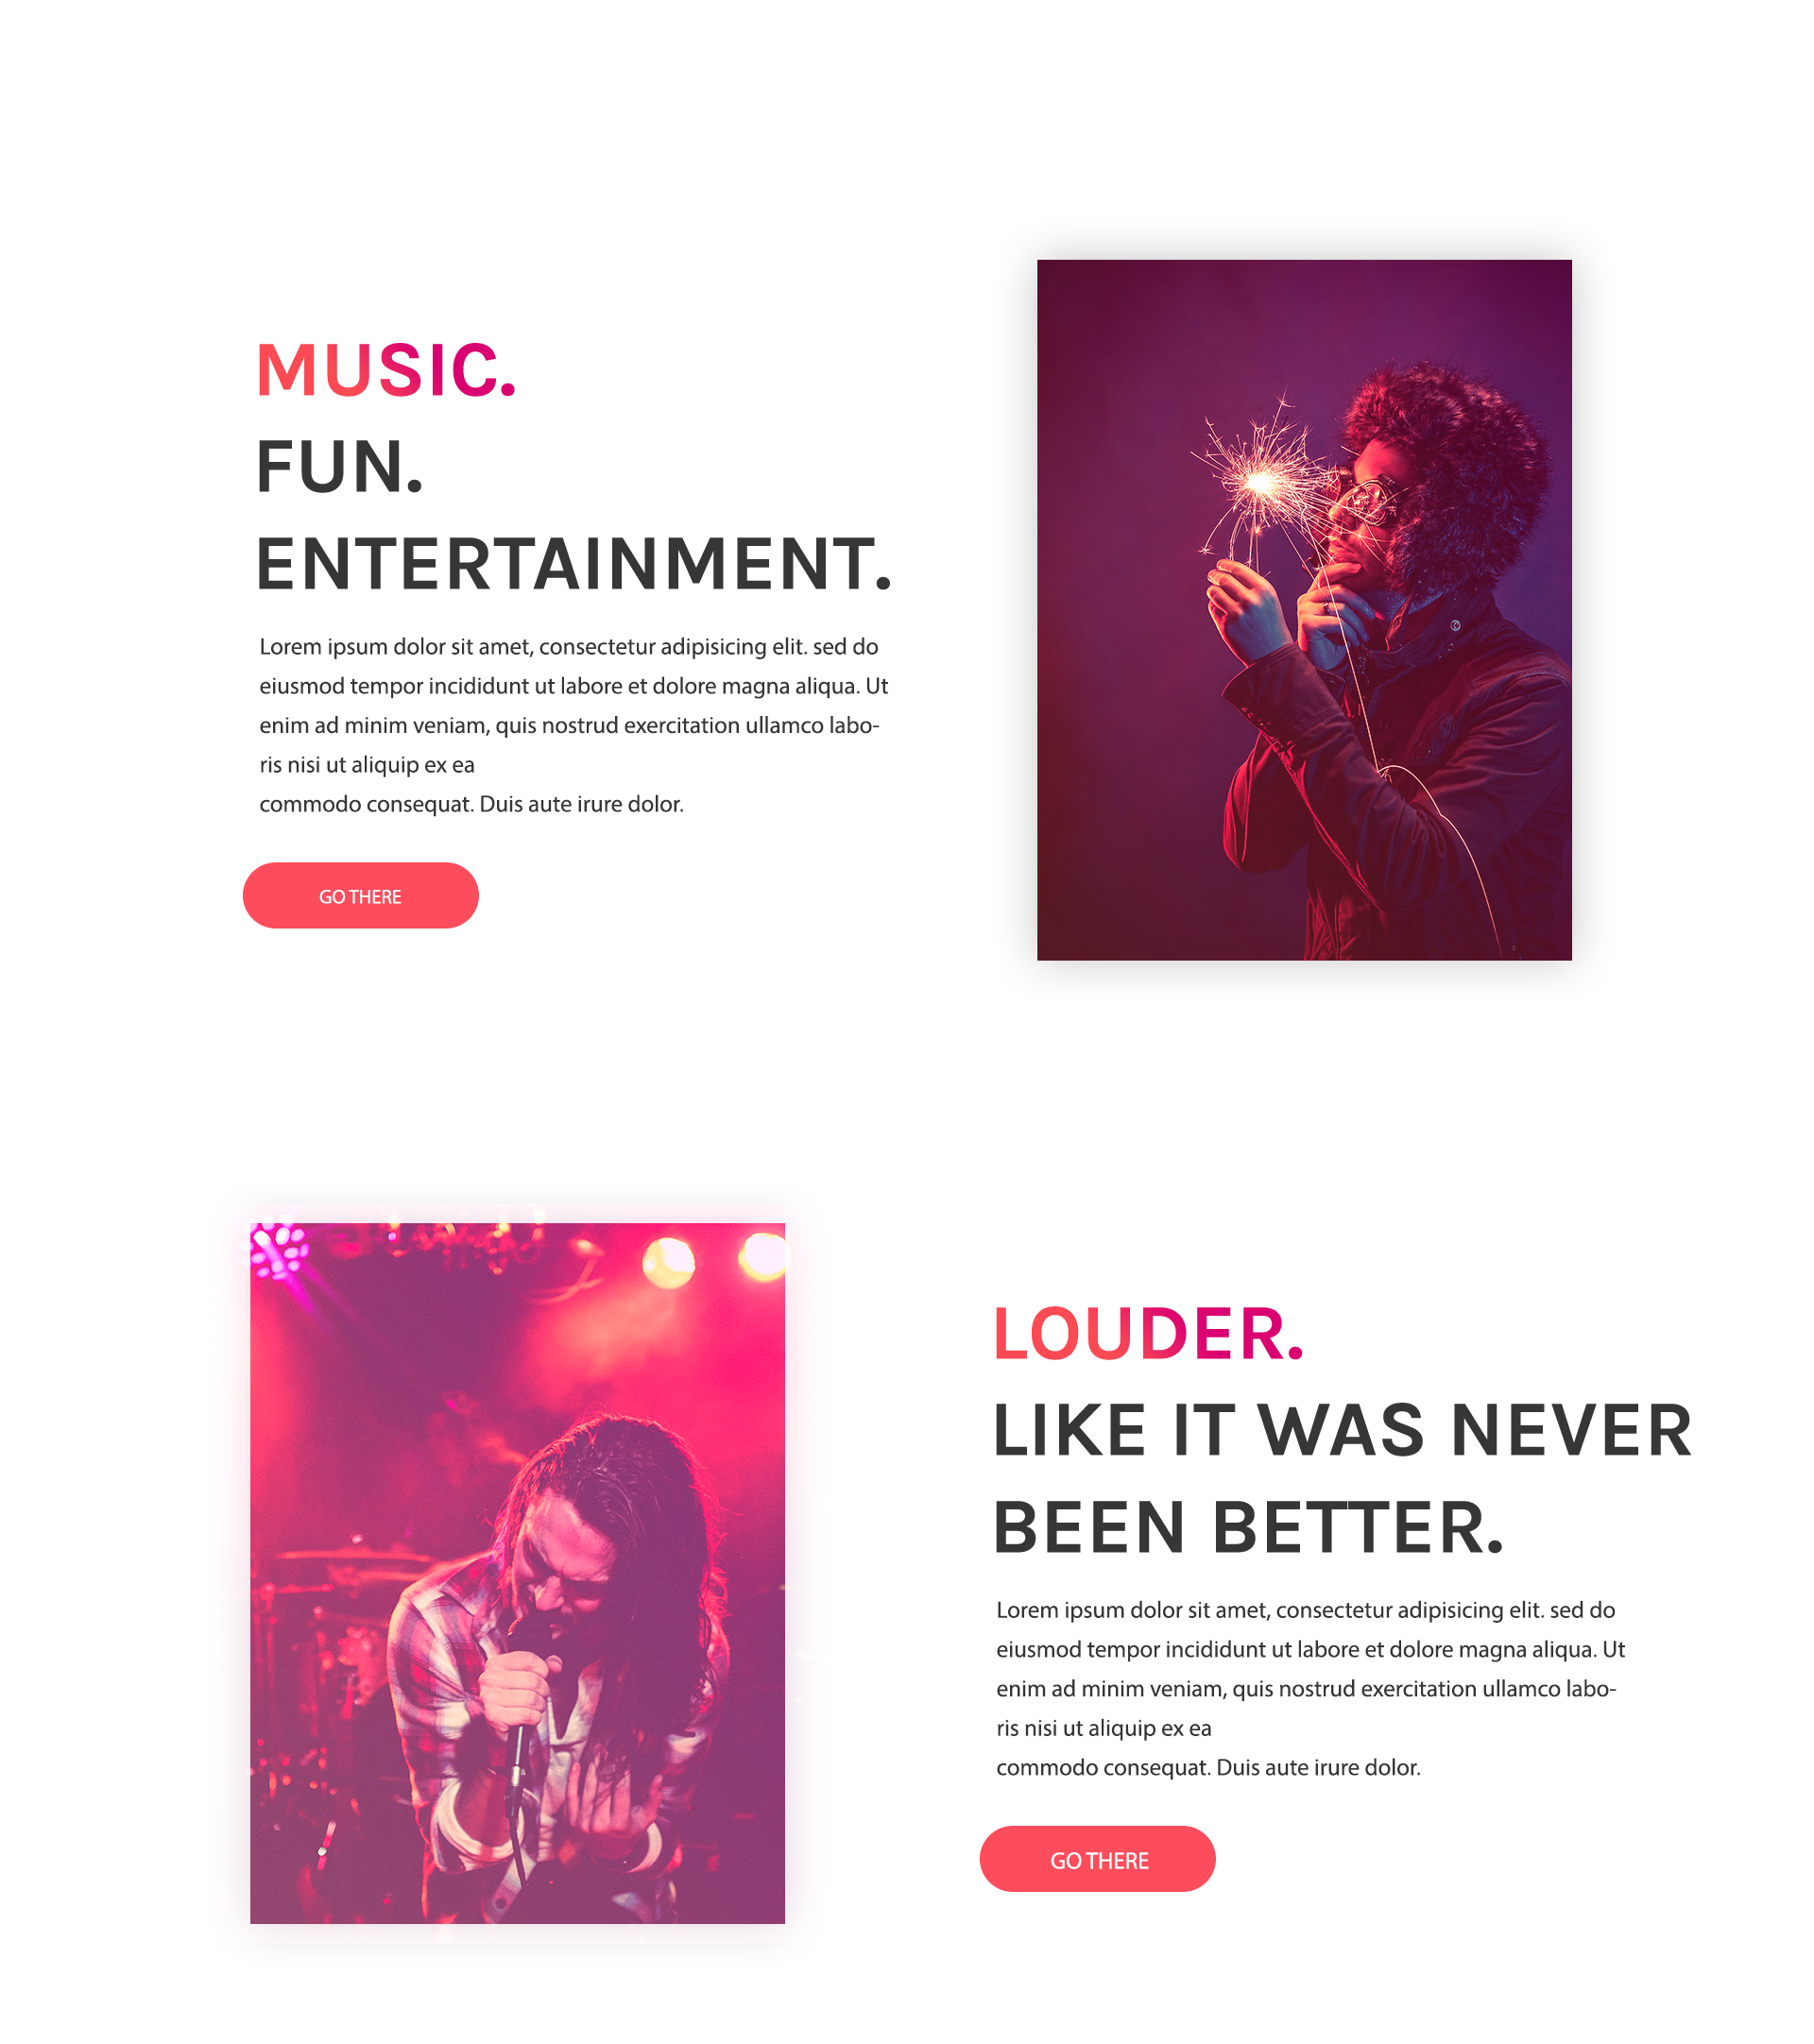 MUSIC.
FUN.
ENTERTAINMENT.
Lorem ipsum dolor sit amet, consectetur adipisicing elit. sed do
eiusmod tempor incididunt ut labore et dolore magna aliqua. Ut
enim ad minim veniam, quis nostrud exercitation ullamco labo-
ris nisi ut aliquip ex ea
commodo consequat. Duis aute irure dolor.
GO THERE
LOUDER.
LIKE IT WAS NEVER
BEEN BETTER.
Lorem ipsum dolor sit amet, consectetur adipisicing elit. sed do
eiusmod tempor incididunt ut labore et dolore magna aliqua. Ut
enim ad minim veniam, quis nostrud exercitation ullamco labo-
ris nisi ut aliquip ex ea
commodo consequat. Duis aute irure dolor.
GO THERE